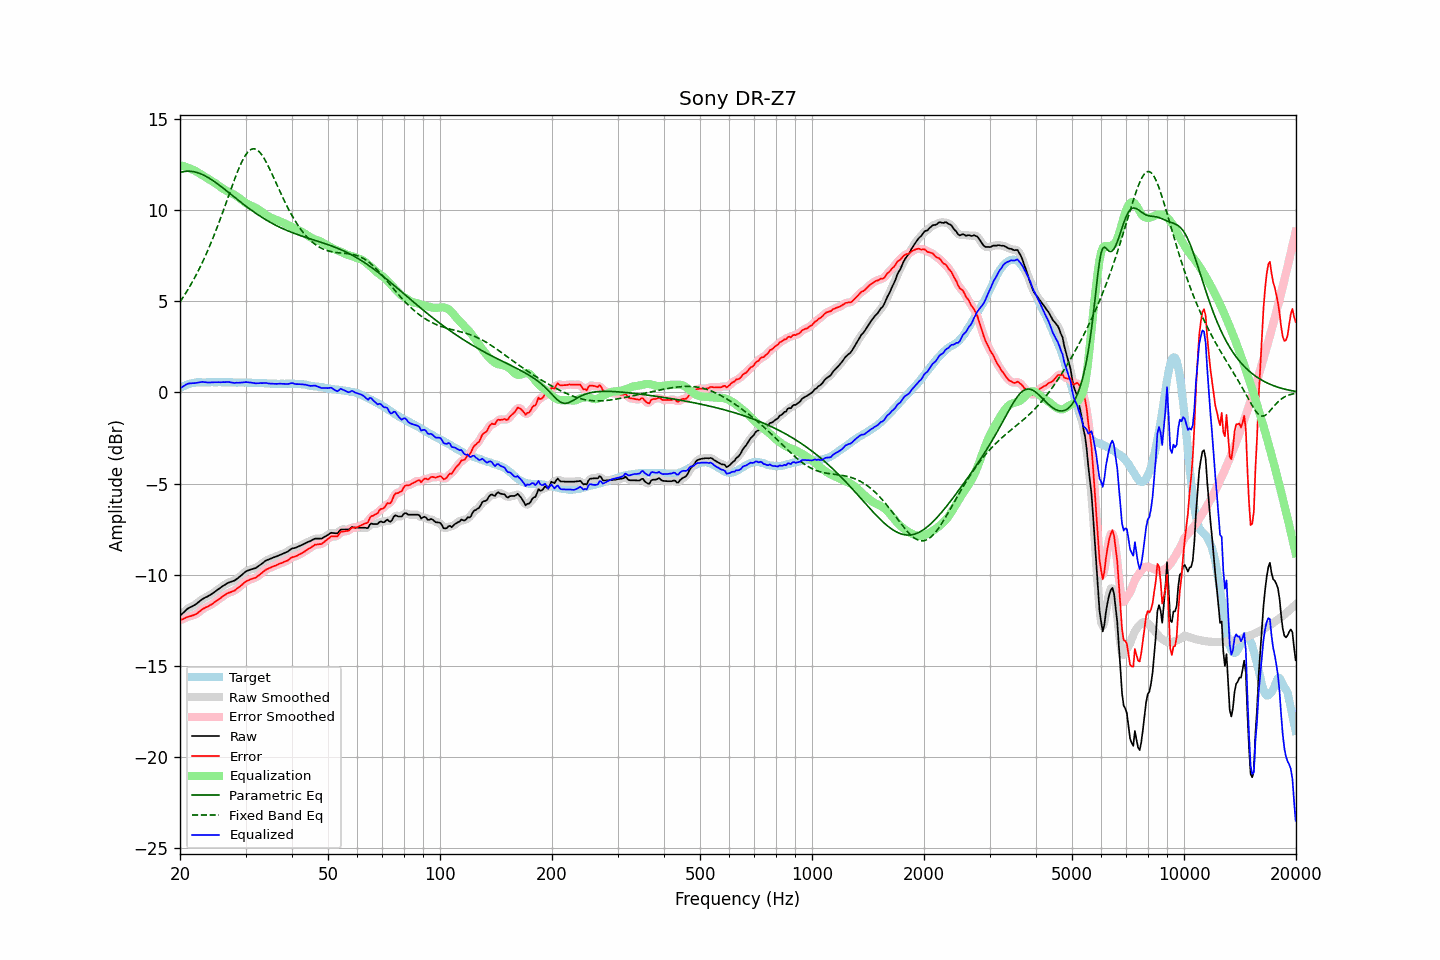 Sony DR-Z7
15
10
5
0
−5
−10
−15
−20
−25
Amplitude (dBr)
Target
Raw Smoothed
Error Smoothed
Raw
Error
Equalization
Parametric Eq
Fixed Band Eq
Equalized
20 50 100 200 500 1000 2000 5000 10000 20000
Frequency (Hz)